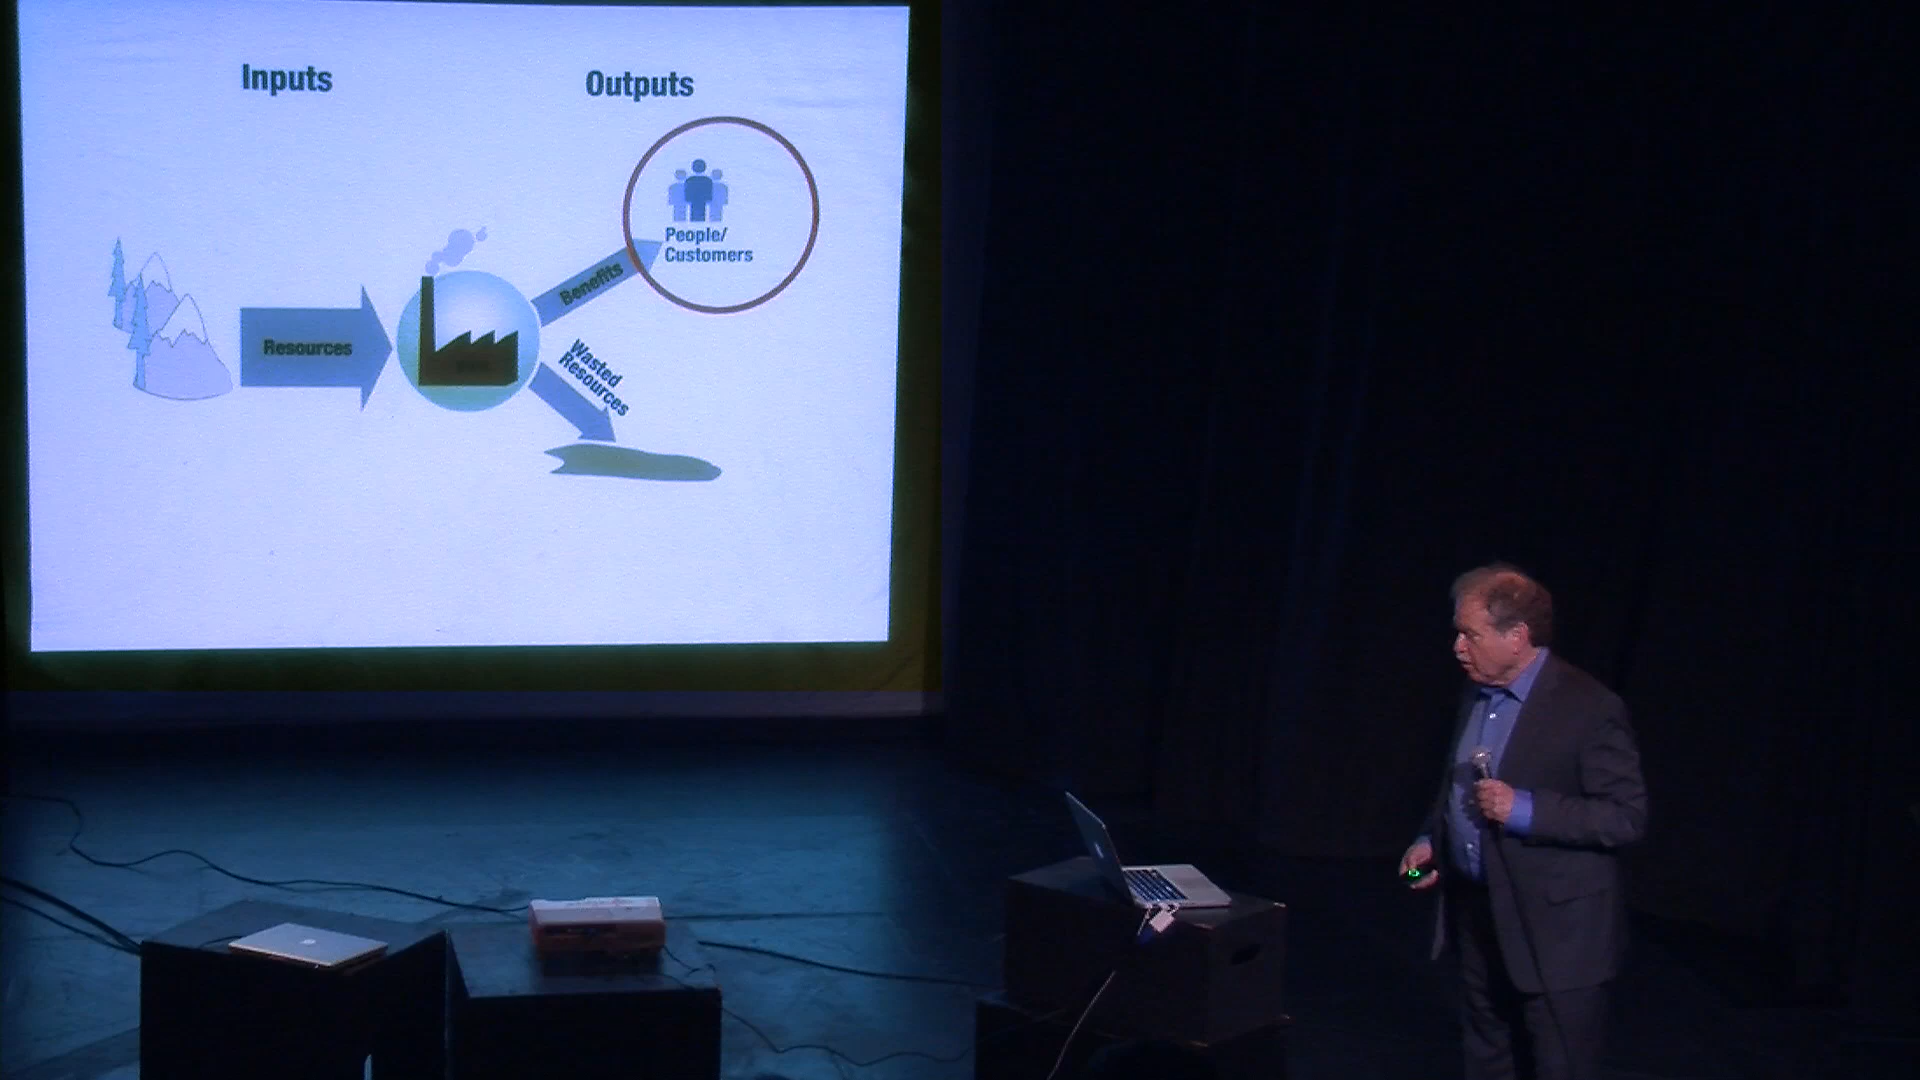 Inputs
Outputs
People/
Customers
Benefits
Resources
Wasted
Resources